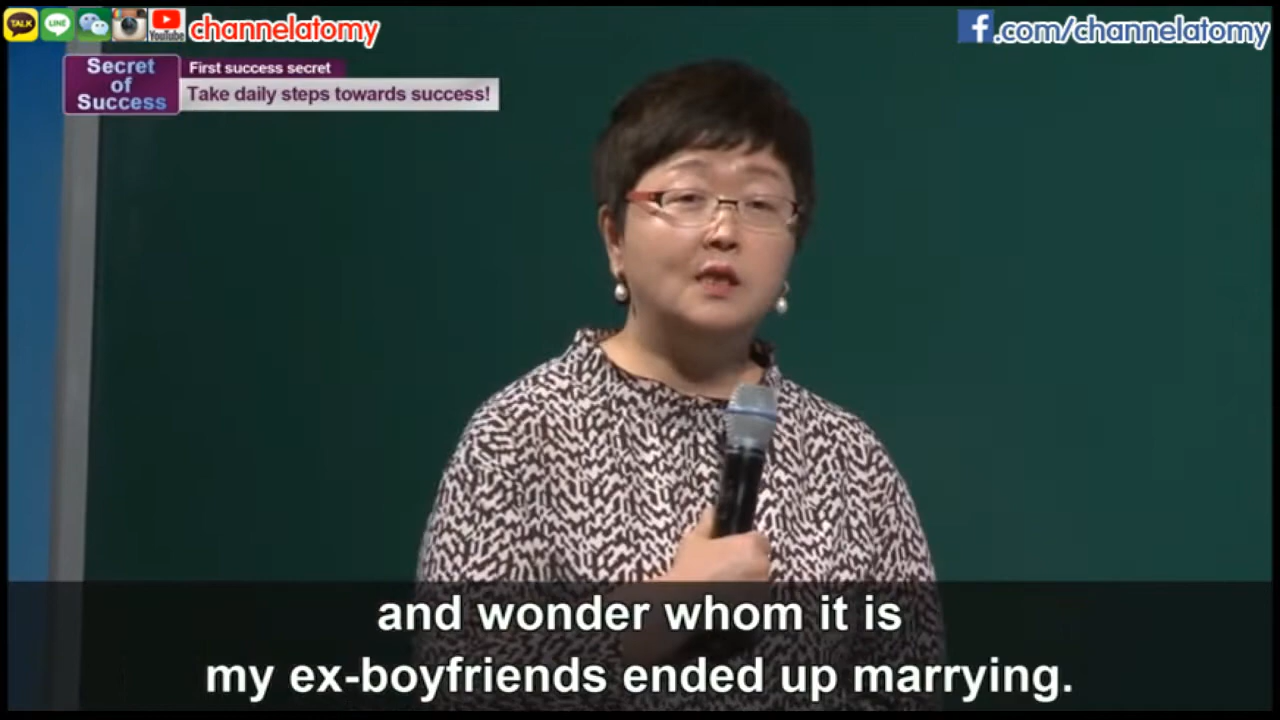 TALK
LINE
YouTube
channelatomy
f.com/channelatomy
Secret
of
Success
First success secret
Take daily steps towards success!
and wonder whom it is
my ex-boyfriends ended up marrying.